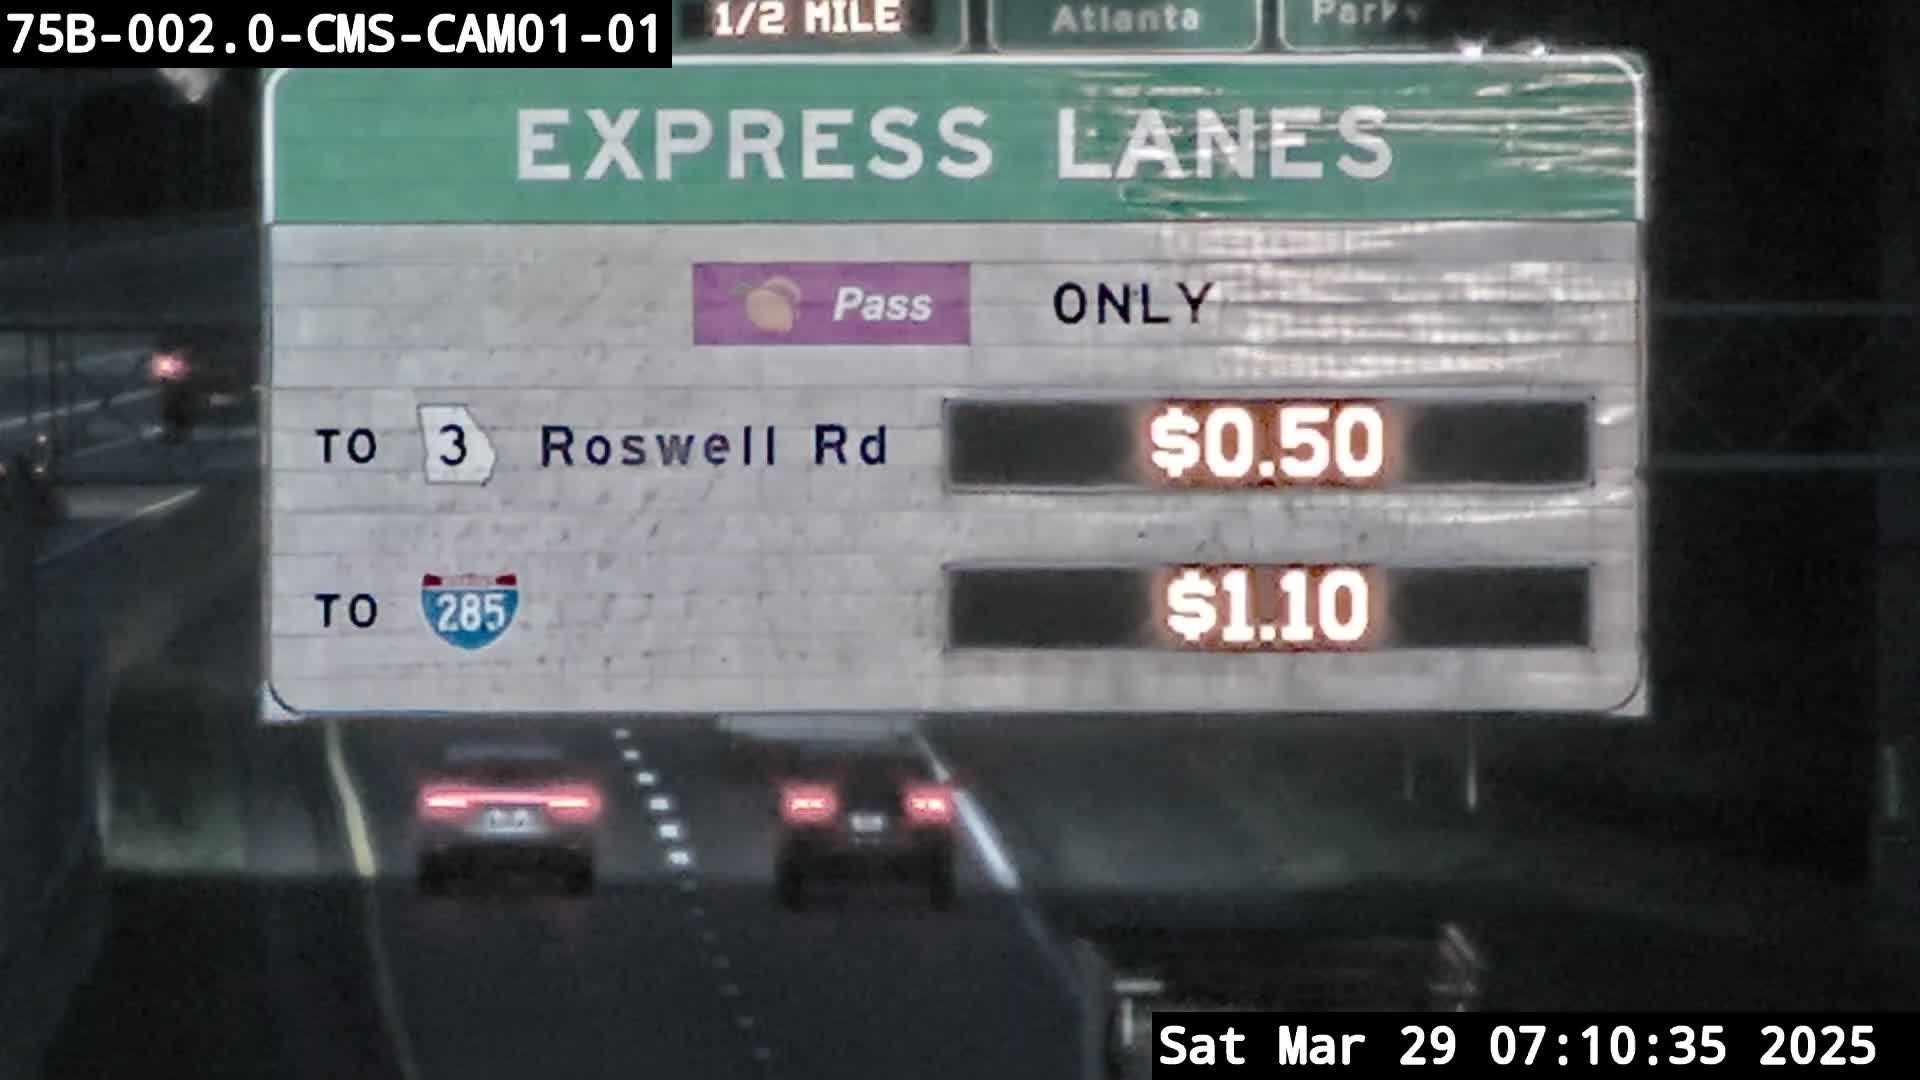 75B-002.0-CMS-CAM01-01
1/2 MILE
Atlanta
EXPRESS LANES
Pass ONLY
TO 3 Roswell Rd $0.50
TO 285 $1.10
Sat Mar 29 07:10:35 2025